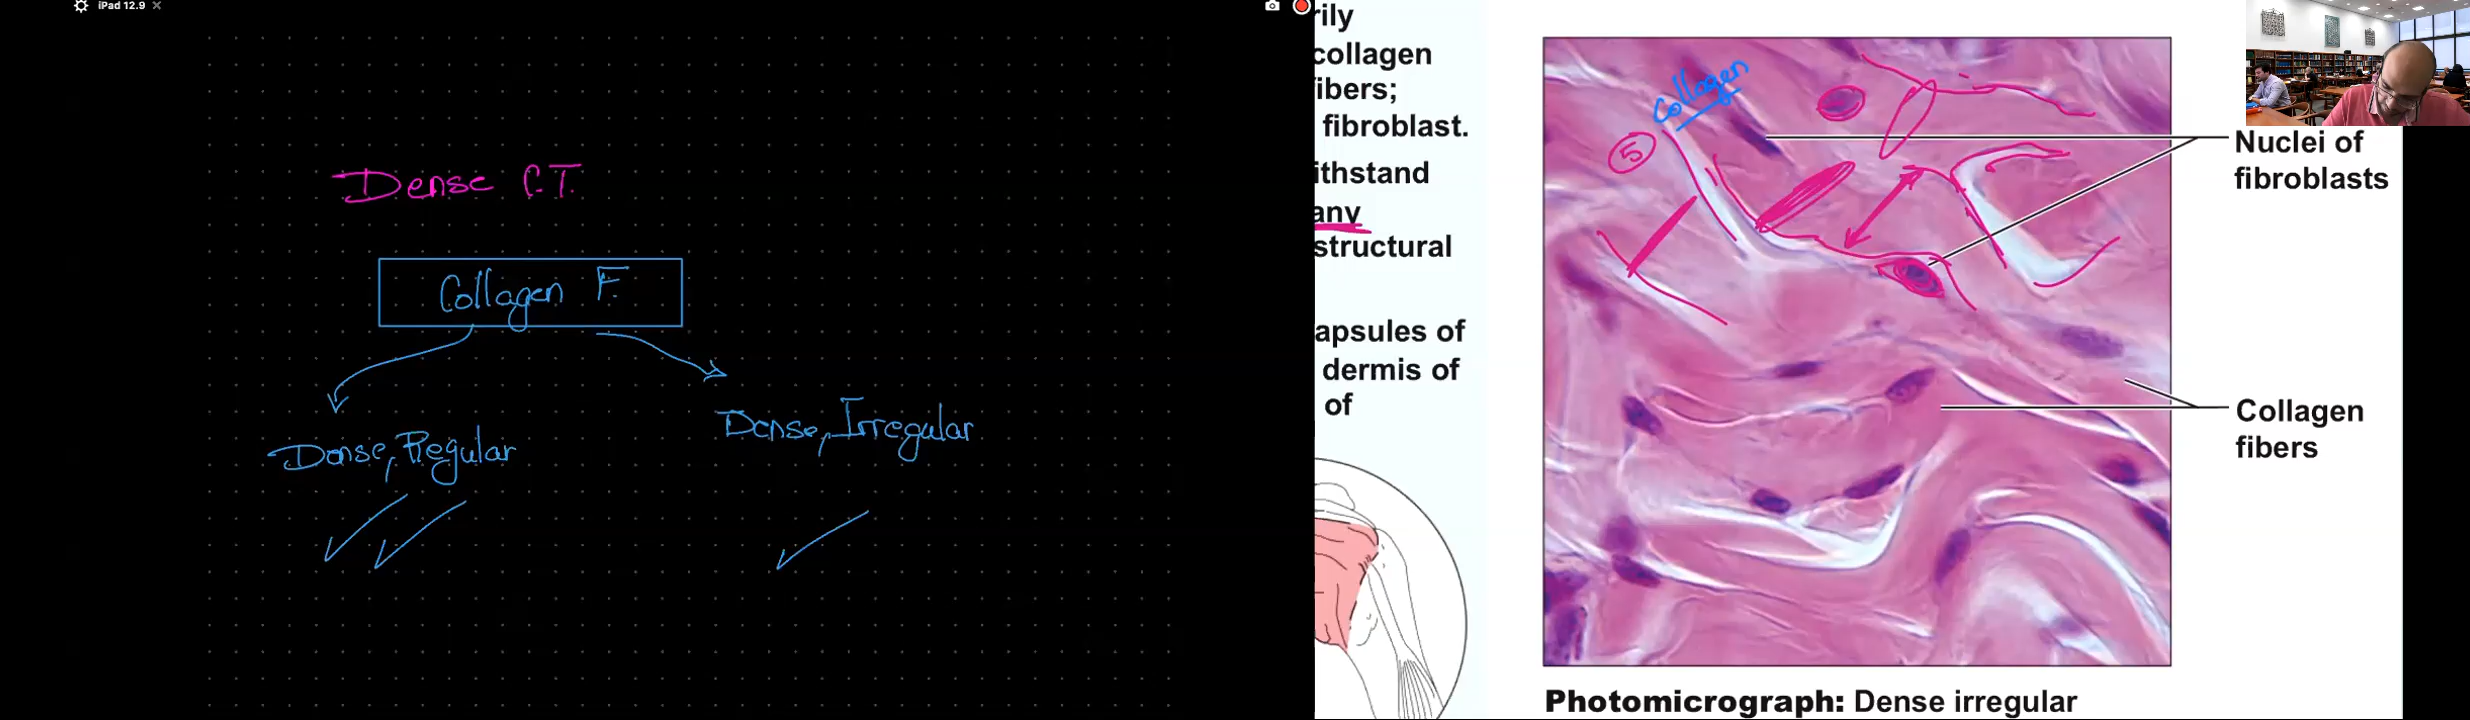 iPad 12.9
Dense C.T.
Collagen F.
Dense, Regular
Dense, Irregular
rily
collagen
fibers;
fibroblast.
ithstand
any
structural
apsules of
dermis of
of
Collagen
5
Nuclei of
fibroblasts
Collagen
fibers
Photomicrograph: Dense irregular